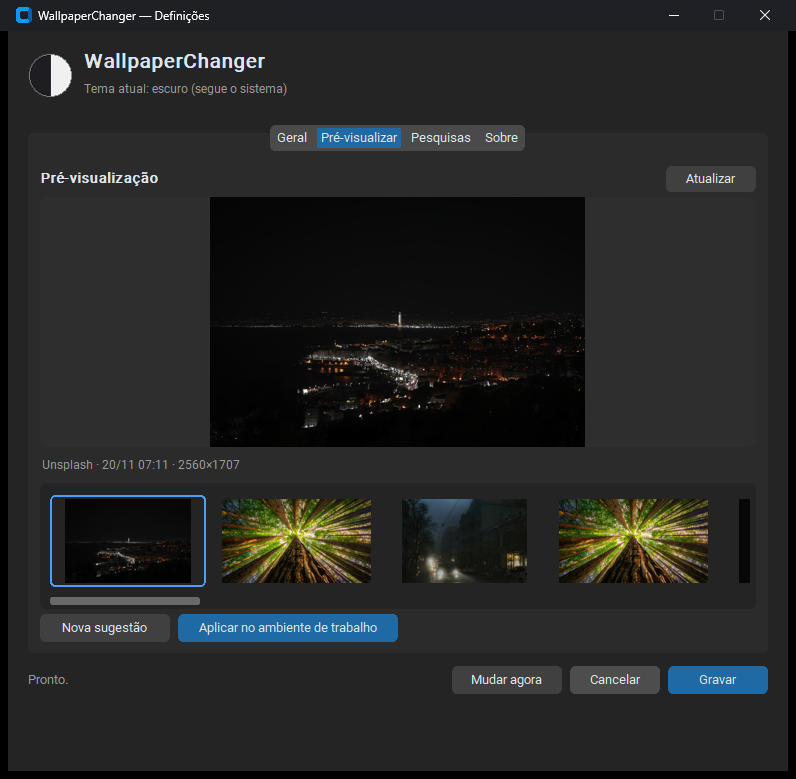 WallpaperChanger — Definições
WallpaperChanger
Tema atual: escuro (segue o sistema)
Geral Pré-visualizar Pesquisas Sobre
Pré-visualização Atualizar
Unsplash · 20/11 07:11 · 2560×1707
Nova sugestão Aplicar no ambiente de trabalho
Pronto. Mudar agora Cancelar Gravar